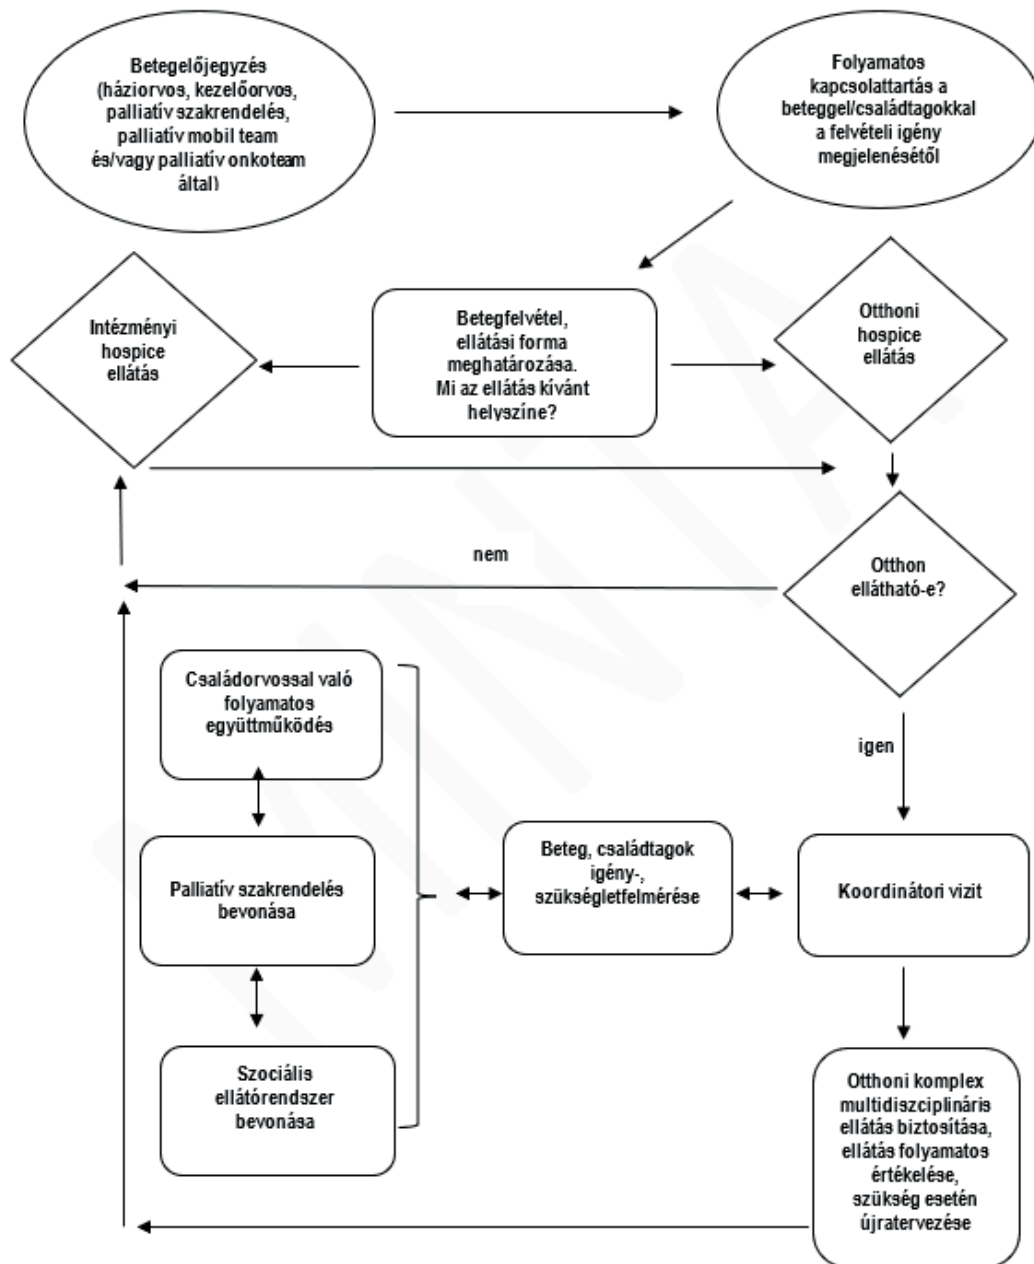 Betegelőjegyzés
(háziorvos, kezelőorvos,
palliatív szakrendelés,
palliatív mobil team
és/vagy palliatív onkoteam
által)
Folyamatos
kapcsolattartás a
beteggel/családtagokkal
a felvételi igény
megjelenésétől
Intézményi
hospice
ellátás
Betegfelvétel,
ellátási forma
meghatározása.
Mi az ellátás kívánt
helyszíne?
Otthoni
hospice
ellátás
nem
Otthon
ellátható-e?
igen
Családorvossal való
folyamatos
együttműködés
Palliatív szakrendelés
bevonása
Szociális
ellátórendszer
bevonása
Beteg, családtagok
igény-,
szükségletfelmérése
Koordinátori vizit
Otthoni komplex
multidiszciplináris
ellátás biztosítása,
ellátás folyamatos
értékelése,
szükség esetén
újratervezése
MINTA